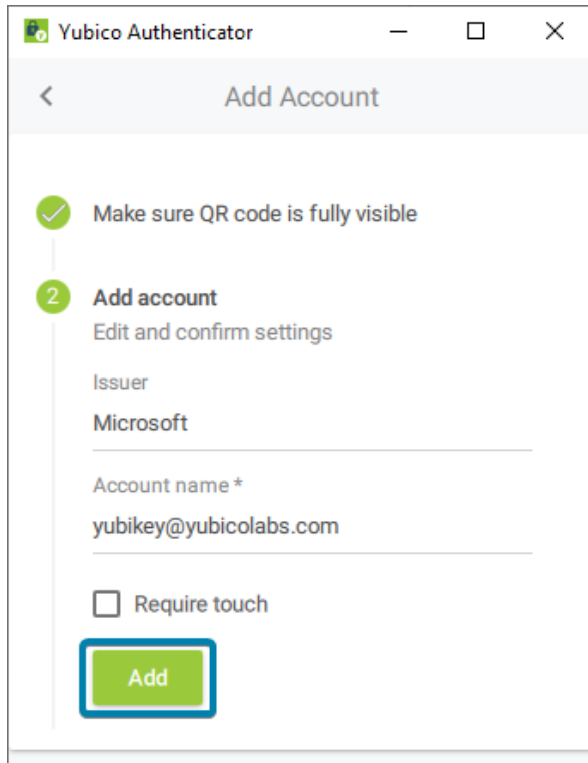 Yubico Authenticator
Add Account
Make sure QR code is fully visible
2
Add account
Edit and confirm settings
Issuer
Microsoft
Account name *
yubikey@yubicolabs.com
Require touch
Add